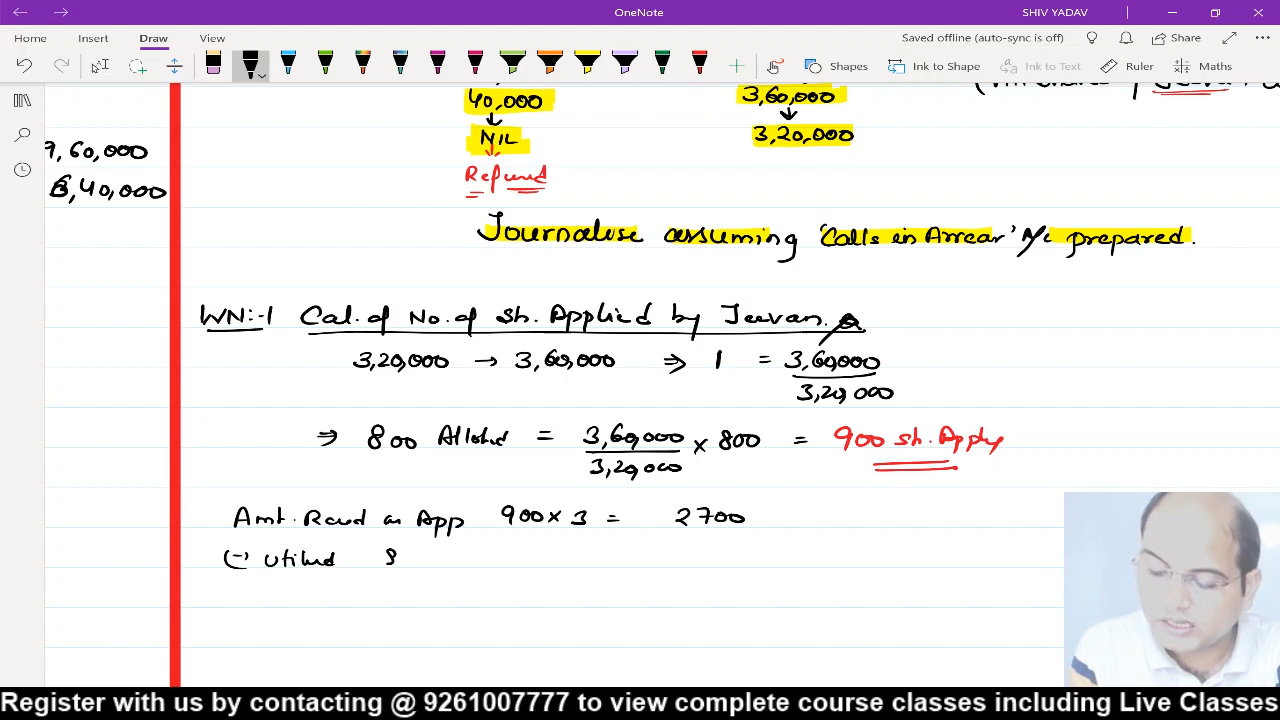 OneNote
SHIV YADAV
Home Insert Draw View
Saved offline (auto-sync is off)
Share
Shapes
Ink to Shape
Ink to Text
Ruler
40,000
3,60,000
NIL
3,20,000
Refund
9,60,000
6,40,000
Journalise assuming 'Calls in Arrear' A/c prepared.
WN:-1 Cal. of No. of Sh. Applied by Jeevan.
3,20,000 → 3,60,000 ⇒ 1 = 3,60,000
3,20,000
⇒ 800 Alloted = 3,60,000 × 800 = 900 Sh. Apply
3,20,000
Amt. Recvd on App 900 × 3 = 2700
(-) Utilised 8
Register with us by contacting @ 9261007777 to view complete course classes including Live Classes